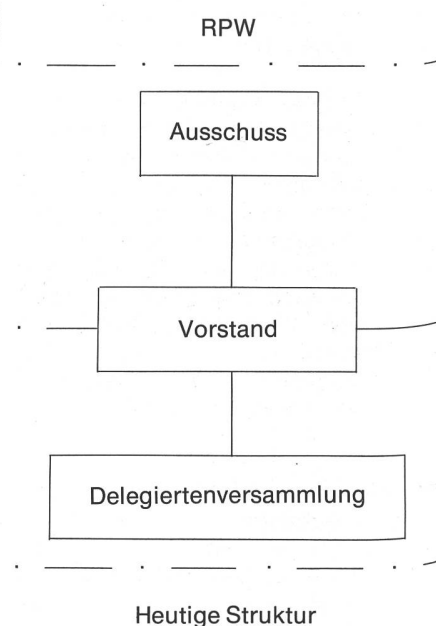 RPW
Ausschuss
Vorstand
Delegiertenversammlung
Heutige Struktur